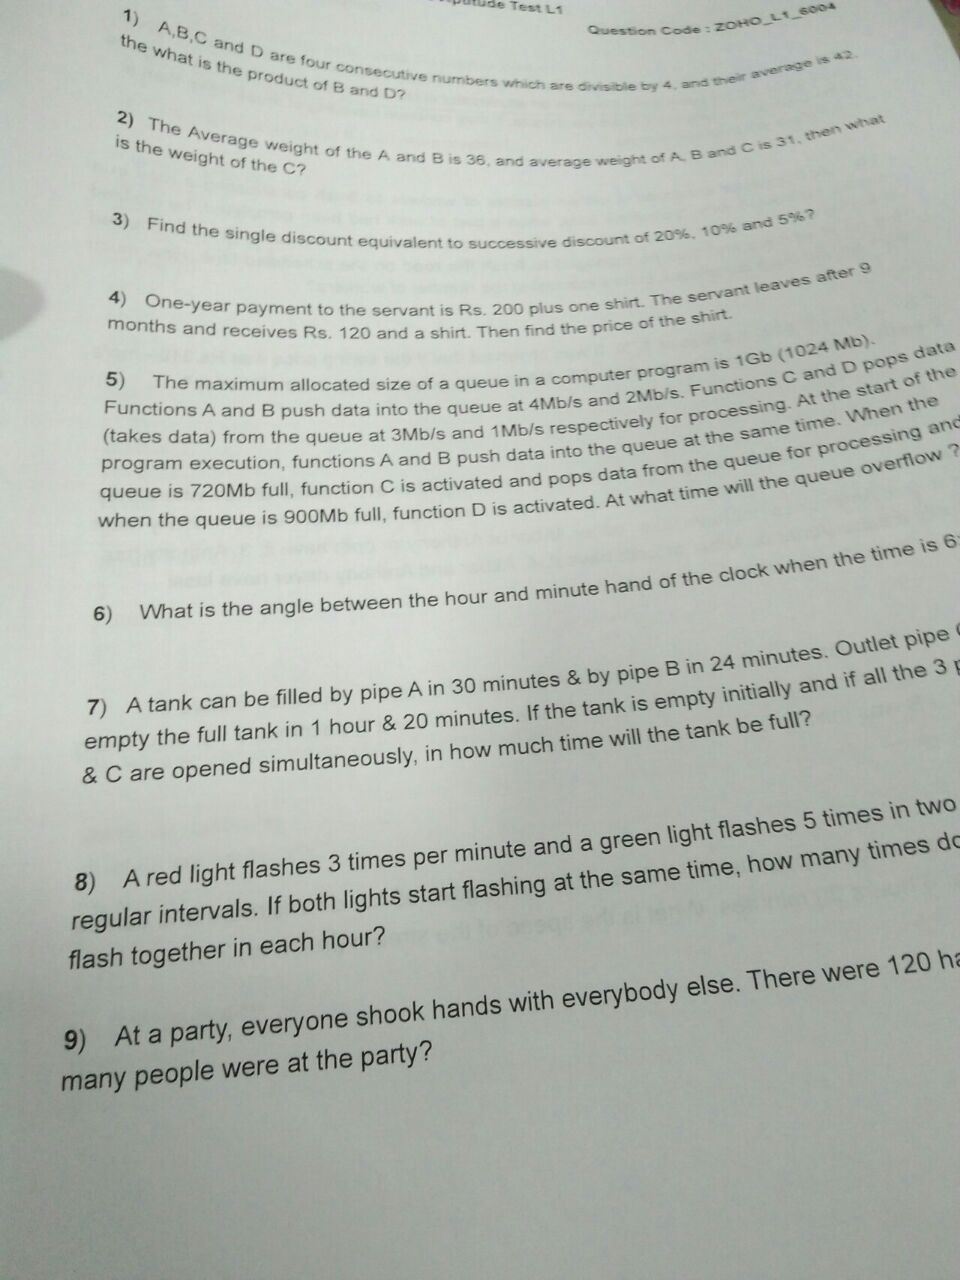 Test L1
Question Code : ZOHO_L1_6004
1) A,B,C and D are four consecutive numbers which are divisible by 4, and their average is 42.
the what is the product of B and D?
2) The Average weight of the A and B is 36, and average weight of A, B and C is 31, then what
is the weight of the C?
3) Find the single discount equivalent to successive discount of 20%, 10% and 5%?
4) One-year payment to the servant is Rs. 200 plus one shirt. The servant leaves after 9
months and receives Rs. 120 and a shirt. Then find the price of the shirt.
5) The maximum allocated size of a queue in a computer program is 1Gb (1024 Mb).
Functions A and B push data into the queue at 4Mb/s and 2Mb/s. Functions C and D pops data
(takes data) from the queue at 3Mb/s and 1Mb/s respectively for processing. At the start of the
program execution, functions A and B push data into the queue at the same time. When the
queue is 720Mb full, function C is activated and pops data from the queue for processing and
when the queue is 900Mb full, function D is activated. At what time will the queue overflow ?
6) What is the angle between the hour and minute hand of the clock when the time is 6
7) A tank can be filled by pipe A in 30 minutes & by pipe B in 24 minutes. Outlet pipe
empty the full tank in 1 hour & 20 minutes. If the tank is empty initially and if all the 3
& C are opened simultaneously, in how much time will the tank be full?
8) A red light flashes 3 times per minute and a green light flashes 5 times in two
regular intervals. If both lights start flashing at the same time, how many times do
flash together in each hour?
9) At a party, everyone shook hands with everybody else. There were 120 ha
many people were at the party?